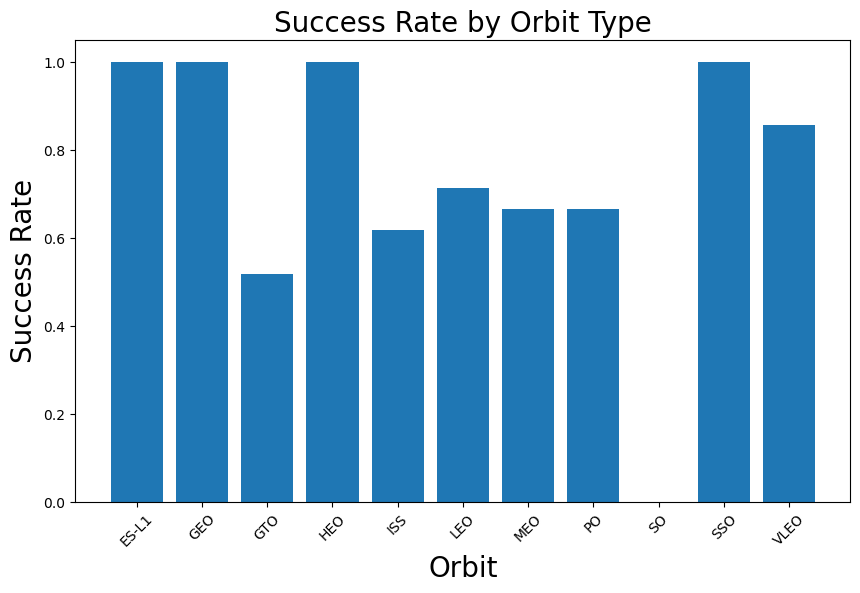 Success Rate by Orbit Type
Success Rate
1.0
0.8
0.6
0.4
0.2
0.0
ES-L1
GEO
GTO
HEO
ISS
LEO
MEO
PO
SO
SSO
VLEO
Orbit